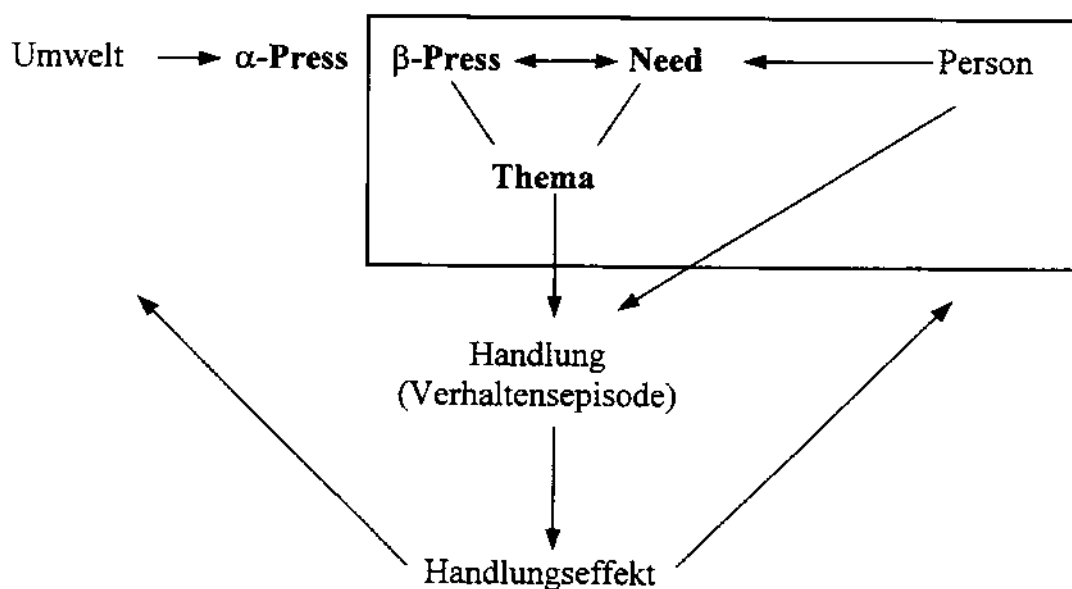 Umwelt α-Press β-Press Need Person
Thema
Handlung
(Verhaltensepisode)
Handlungseffekt